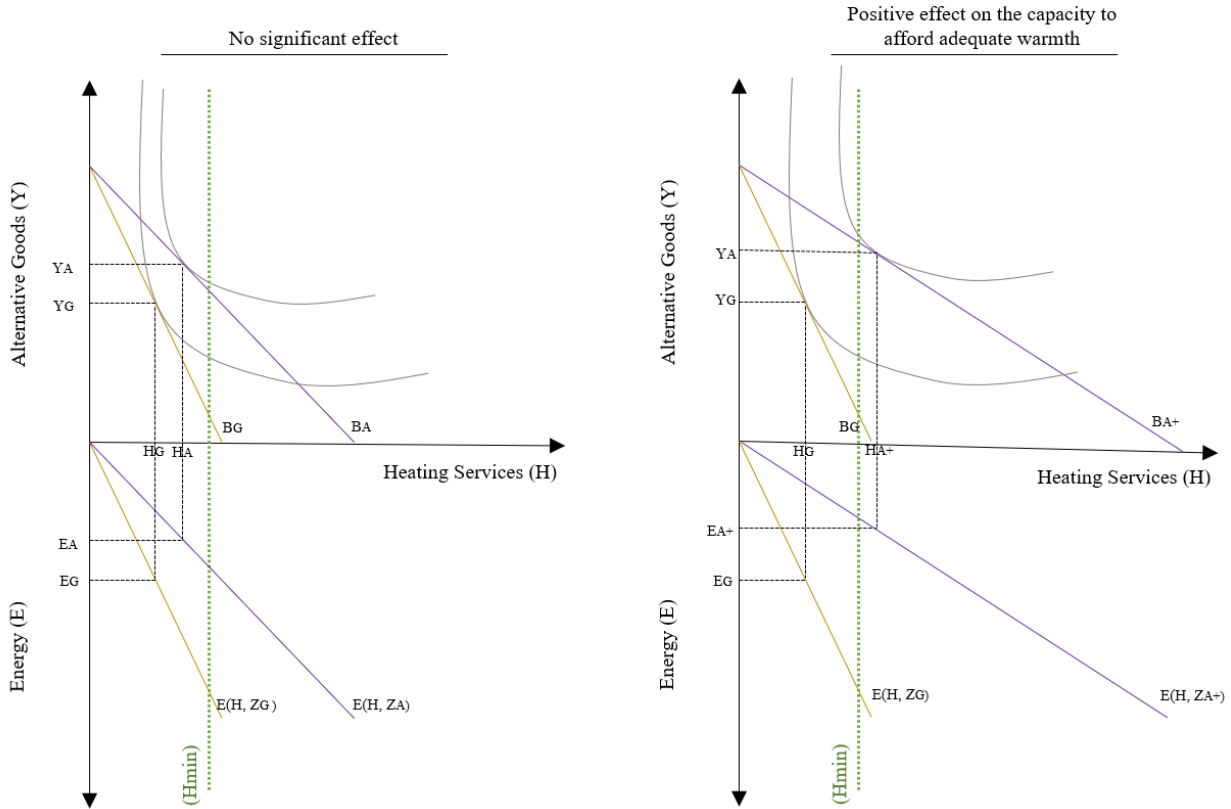 No significant effect
Alternative Goods (Y)
YA
YG
BG
BA
HG
HA
Heating Services (H)
EA
EG
Energy (E)
E(H, ZG )
E(H, ZA)
(Hmin)
Positive effect on the capacity to
afford adequate warmth
Alternative Goods (Y)
YA
YG
BG
BA+
HG
HA+
Heating Services (H)
EA+
EG
Energy (E)
E(H, ZG)
E(H, ZA+)
(Hmin)